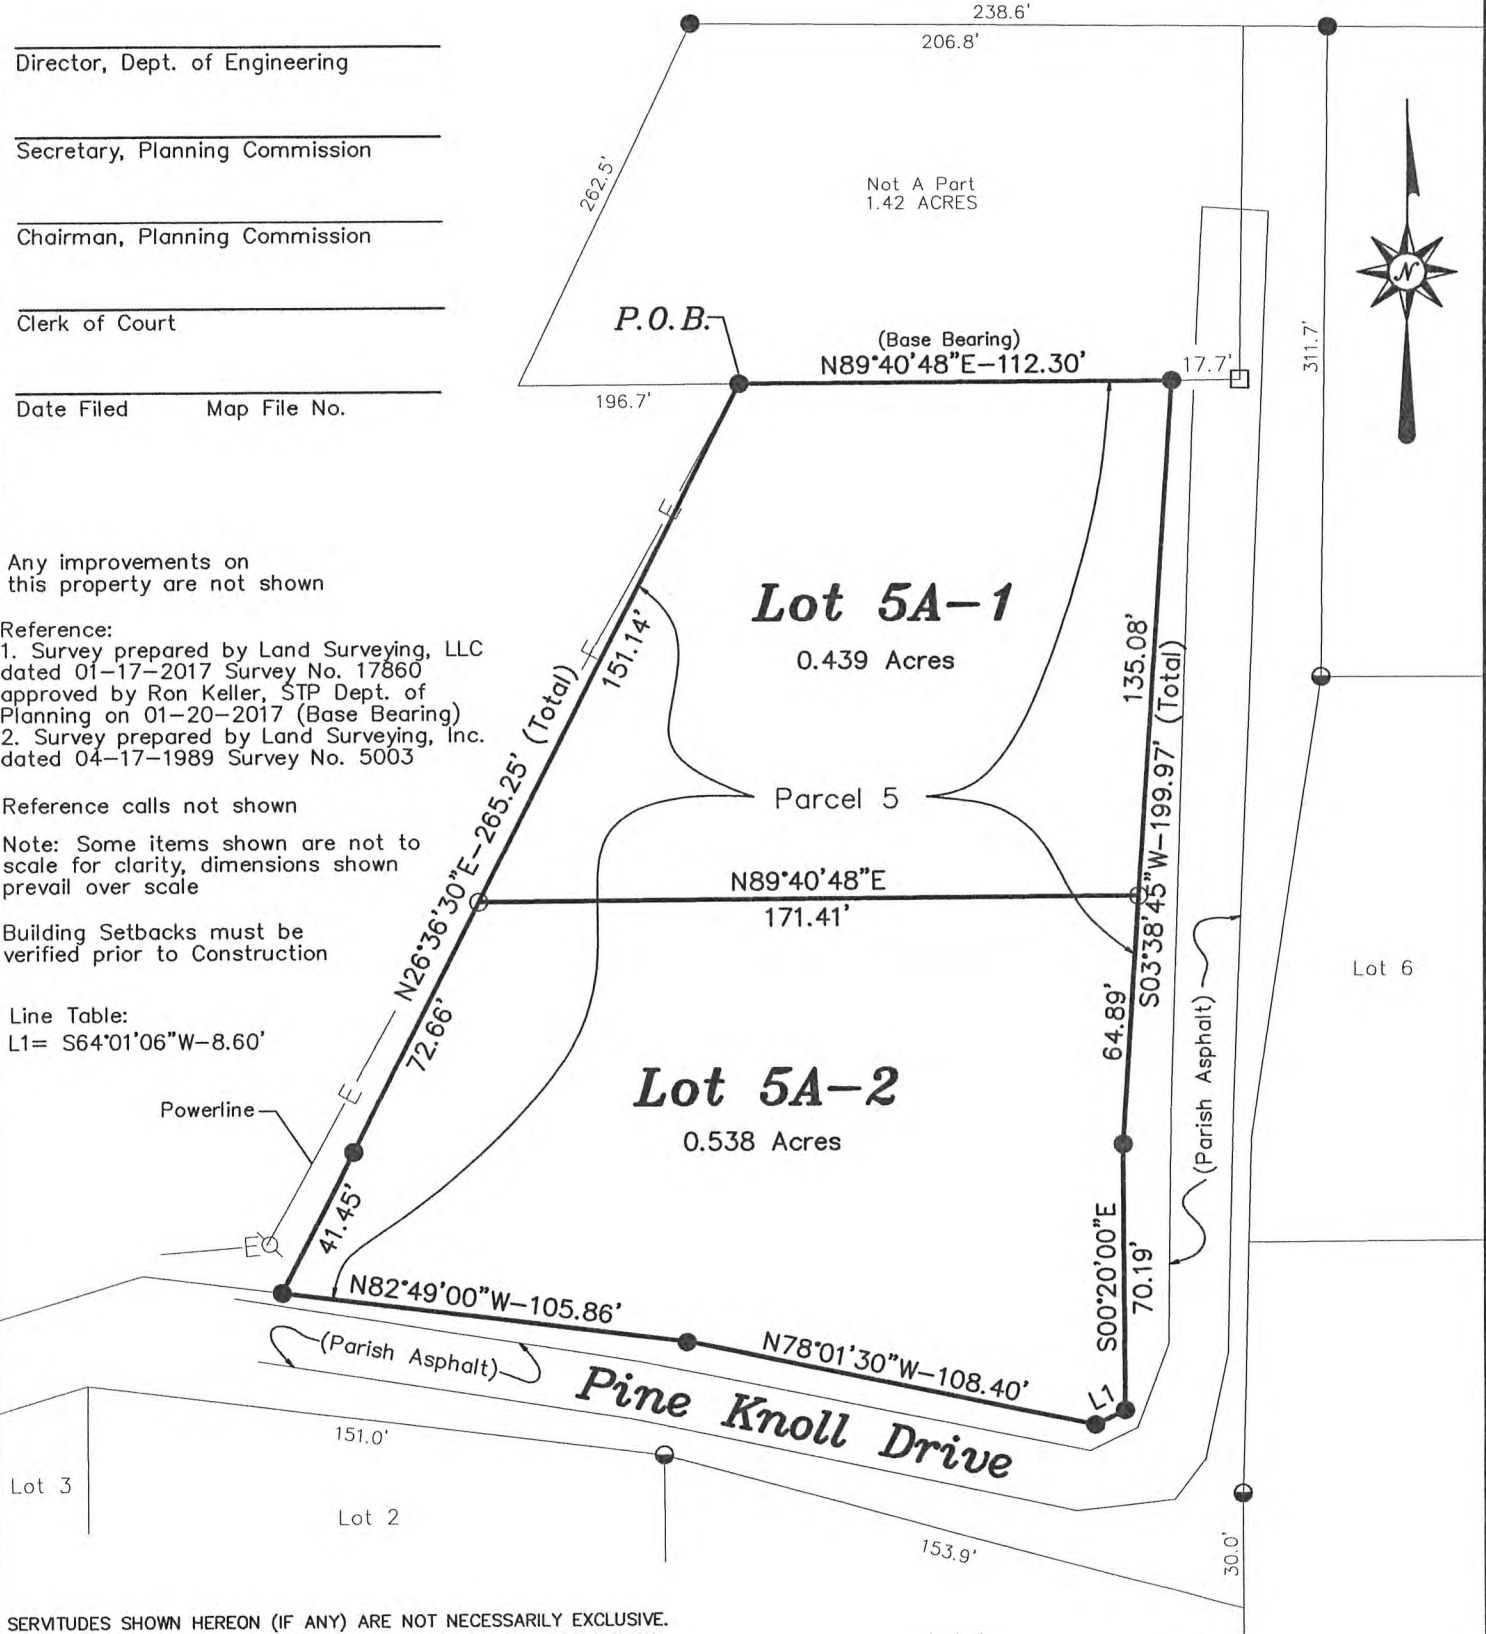 Director, Dept. of Engineering
Secretary, Planning Commission
Chairman, Planning Commission
Clerk of Court
Date Filed Map File No.
238.6'
206.8'
262.5'
Not A Part
1.42 ACRES
P.O.B.
(Base Bearing)
N89°40'48"E-112.30'
17.7'
196.7'
311.7'
N
Any improvements on
this property are not shown
Reference:
1. Survey prepared by Land Surveying, LLC
dated 01-17-2017 Survey No. 17860
approved by Ron Keller, STP Dept. of
Planning on 01-20-2017 (Base Bearing)
2. Survey prepared by Land Surveying, Inc.
dated 04-17-1989 Survey No. 5003
Reference calls not shown
Note: Some items shown are not to
scale for clarity, dimensions shown
prevail over scale
Building Setbacks must be
verified prior to Construction
Line Table:
L1= S64°01'06"W-8.60'
Powerline
E
E
E
E
Lot 5A-1
0.439 Acres
151.14'
N26°36'30"E-265.25' (Total)
135.08'
S03°38'45"W-199.97' (Total)
Parcel 5
N89°40'48"E
171.41'
72.66'
64.89'
Lot 5A-2
0.538 Acres
41.45'
S00°20'00"E
70.19'
(Parish Asphalt)
Lot 6
N82°49'00"W-105.86'
N78°01'30"W-108.40'
L1
(Parish Asphalt)
Pine Knoll Drive
151.0'
Lot 3
Lot 2
153.9'
30.0'
SERVITUDES SHOWN HEREON (IF ANY) ARE NOT NECESSARILY EXCLUSIVE.